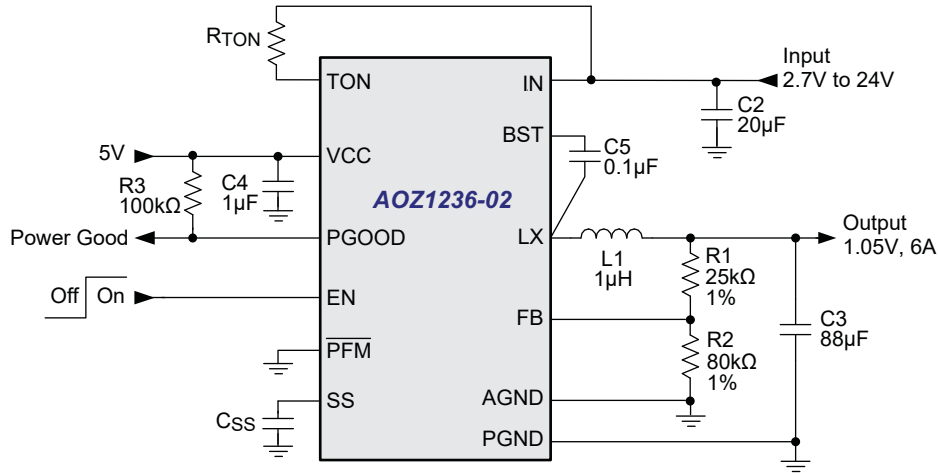 RTON
TON
IN
Input
2.7V to 24V
C2
20µF
BST
C5
0.1µF
5V
VCC
R3
100kΩ
C4
1µF
AOZ1236-02
Power Good
PGOOD
LX
L1
1µH
Output
1.05V, 6A
R1
25kΩ
1%
Off
On
EN
FB
R2
80kΩ
1%
C3
88µF
PFM
SS
CSS
AGND
PGND